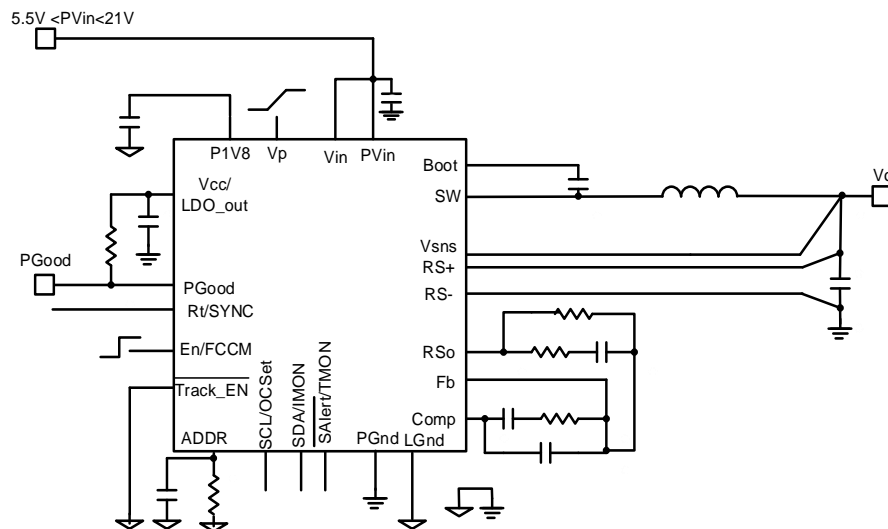 5.5V <PVin<21V
P1V8
Vp
Vin
PVin
Boot
Vcc/
LDO_out
SW
Vsns
PGood
RS+
PGood
RS-
Rt/SYNC
En/FCCM
RSo
Track_EN
Fb
SCL/OCSet
SDA/IMON
SAlert/TMON
Comp
ADDR
PGnd
LGnd